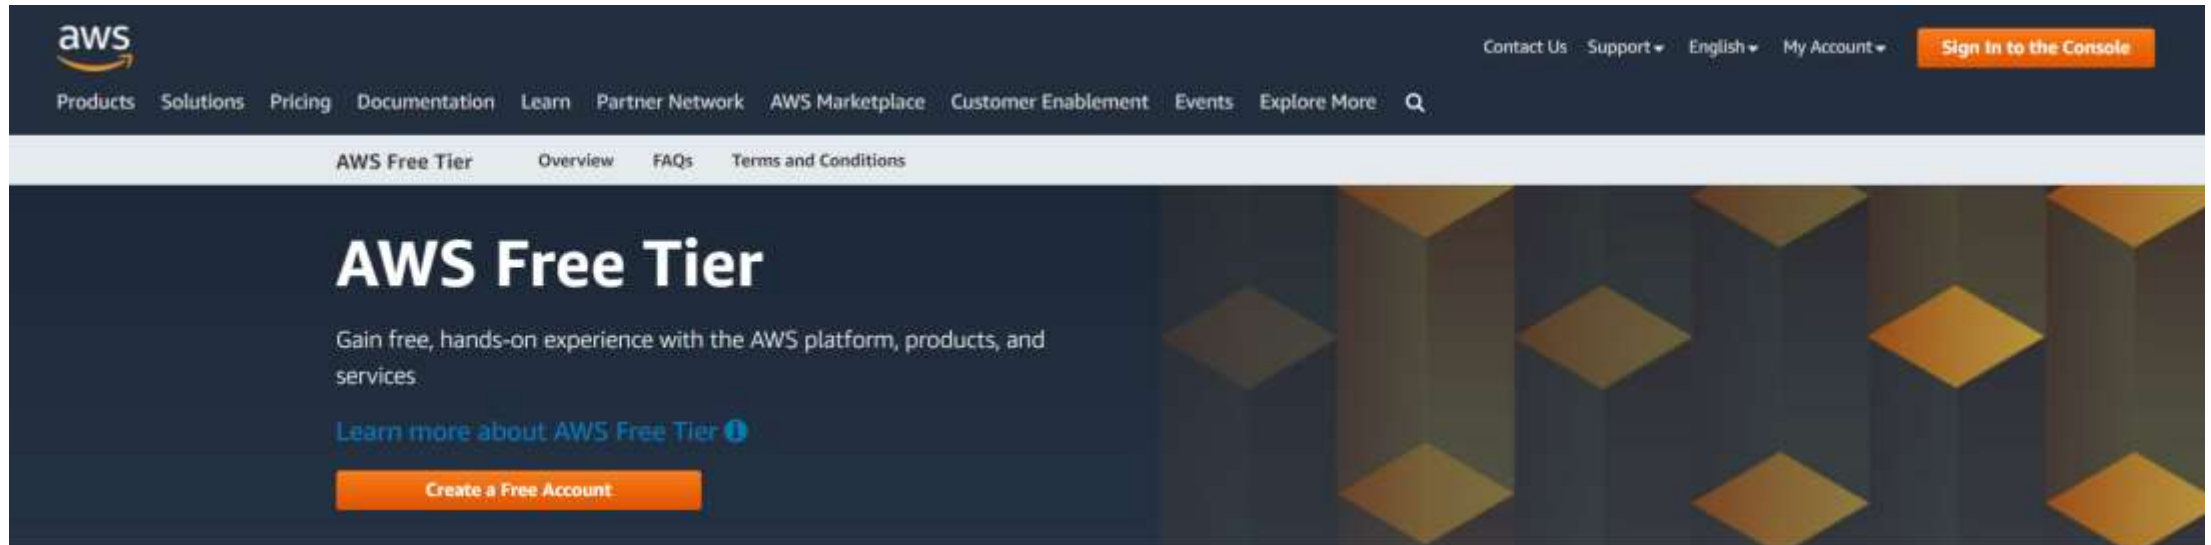 aws
Contact Us Support English My Account Sign In to the Console
Products Solutions Pricing Documentation Learn Partner Network AWS Marketplace Customer Enablement Events Explore More
AWS Free Tier Overview FAQs Terms and Conditions
AWS Free Tier
Gain free, hands-on experience with the AWS platform, products, and
services
Learn more about AWS Free Tier
Create a Free Account